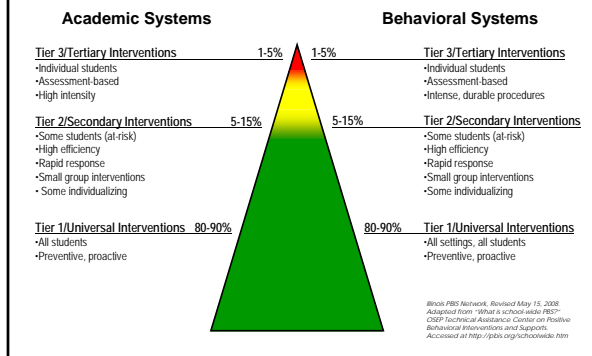 Academic Systems
Behavioral Systems
Tier 3/Tertiary Interventions 1-5%
•Individual students
•Assessment-based
•High intensity
1-5% Tier 3/Tertiary Interventions
•Individual students
•Assessment-based
•Intense, durable procedures
Tier 2/Secondary Interventions 5-15%
•Some students (at-risk)
•High efficiency
•Rapid response
•Small group interventions
• Some individualizing
5-15% Tier 2/Secondary Interventions
•Some students (at-risk)
•High efficiency
•Rapid response
•Small group interventions
•Some individualizing
Tier 1/Universal Interventions 80-90%
•All students
•Preventive, proactive
80-90% Tier 1/Universal Interventions
•All settings, all students
•Preventive, proactive
Illinois PBIS Network, Revised May 15, 2008.
Adapted from "What is school-wide PBS?"
OSEP Technical Assistance Center on Positive
Behavioral Interventions and Supports.
Accessed at http://pbis.org/schoolwide.htm